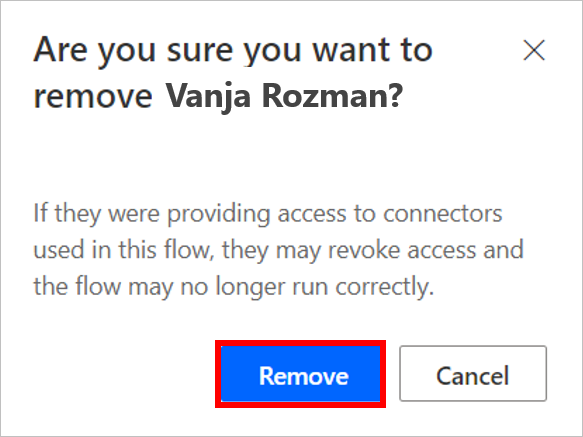 Are you sure you want to
remove Vanja Rozman?
If they were providing access to connectors
used in this flow, they may revoke access and
the flow may no longer run correctly.
Remove
Cancel